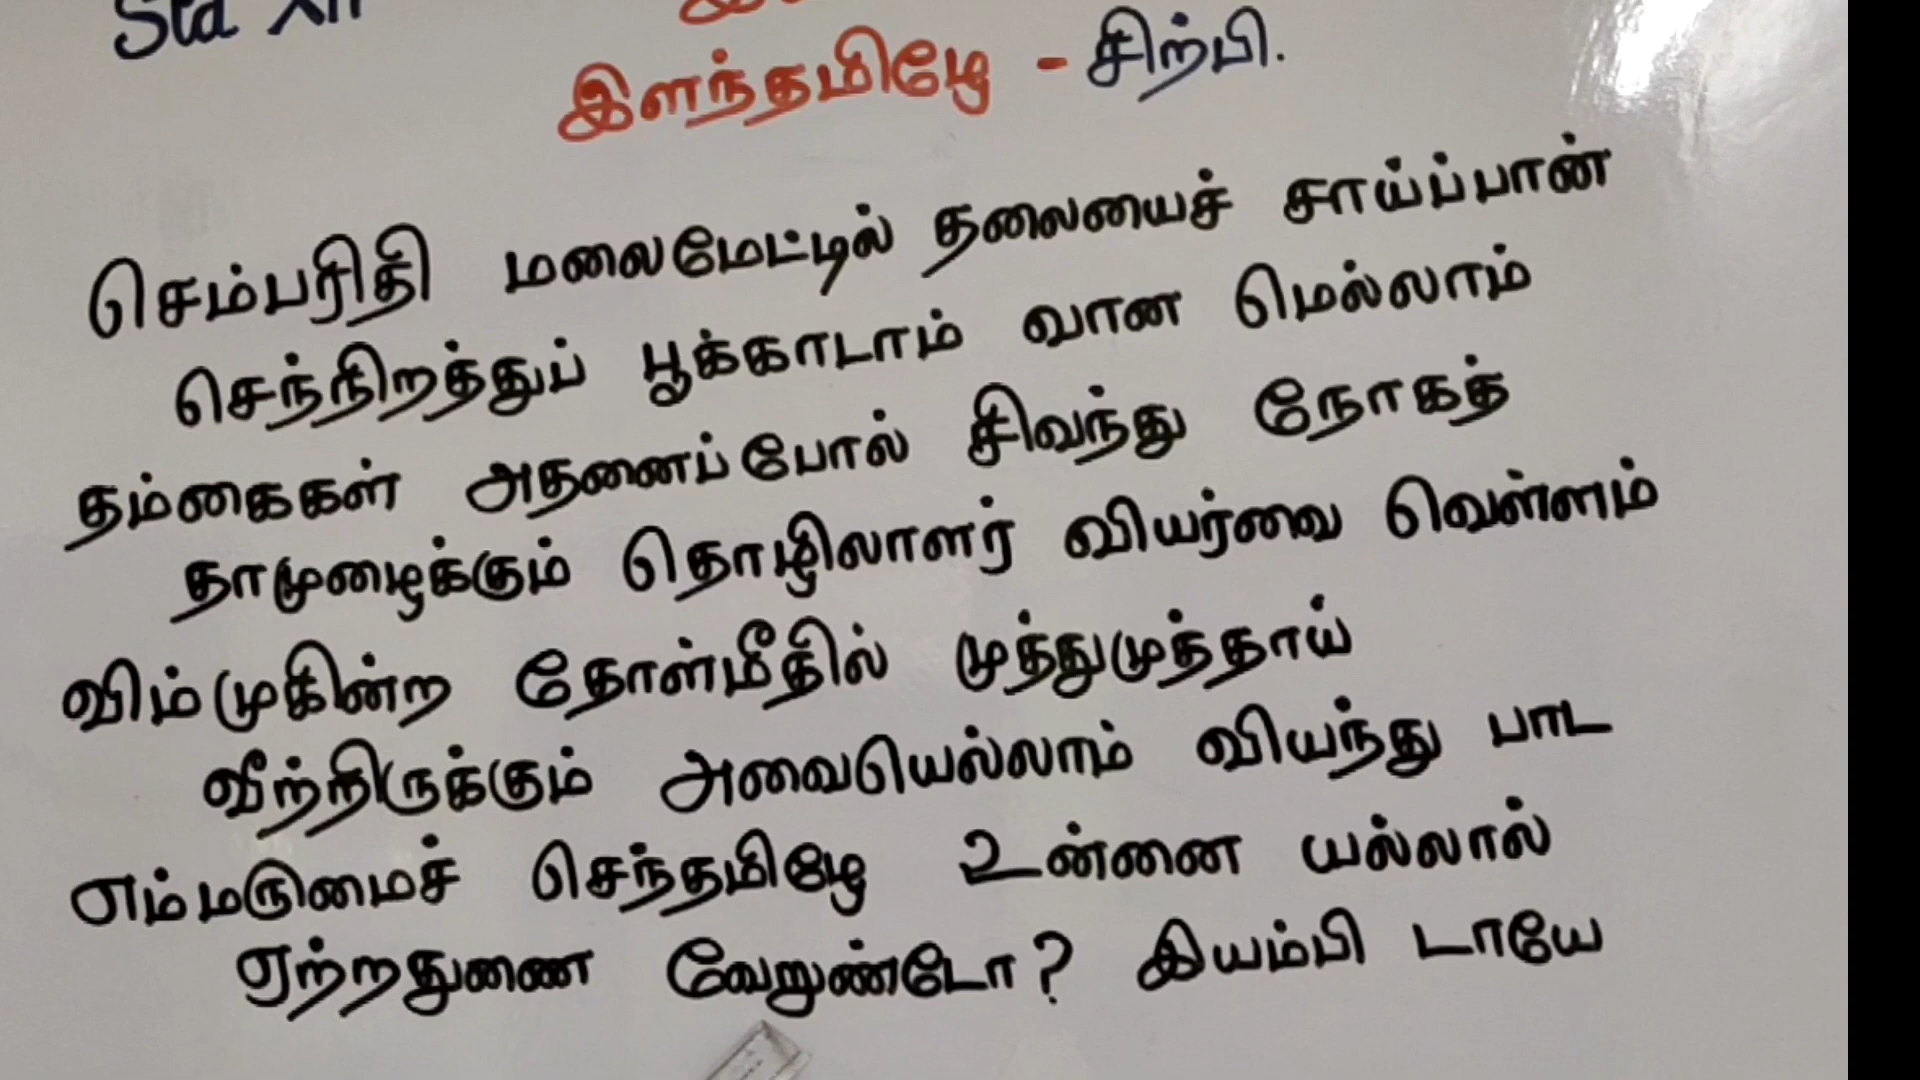 Std XII
இளந்தமிழே - சிற்பி.
செம்பரிதி மலைமேட்டில் தலையைச் சாய்ப்பான்
செந்நிறத்துப் பூக்காடாம் வான மெல்லாம்
தம்கைகள் அதனைப்போல் சிவந்து நோகத்
தாமுழைக்கும் தொழிலாளர் வியர்வை வெள்ளம்
விம்முகின்ற தோள்மீதில் முத்துமுத்தாய்
வீற்றிருக்கும் அவையெல்லாம் வியந்து பாட
எம்மருமைச் செந்தமிழே உன்னை யல்லால்
ஏற்றதுணை வேறுண்டோ? இயம்பி டாயே